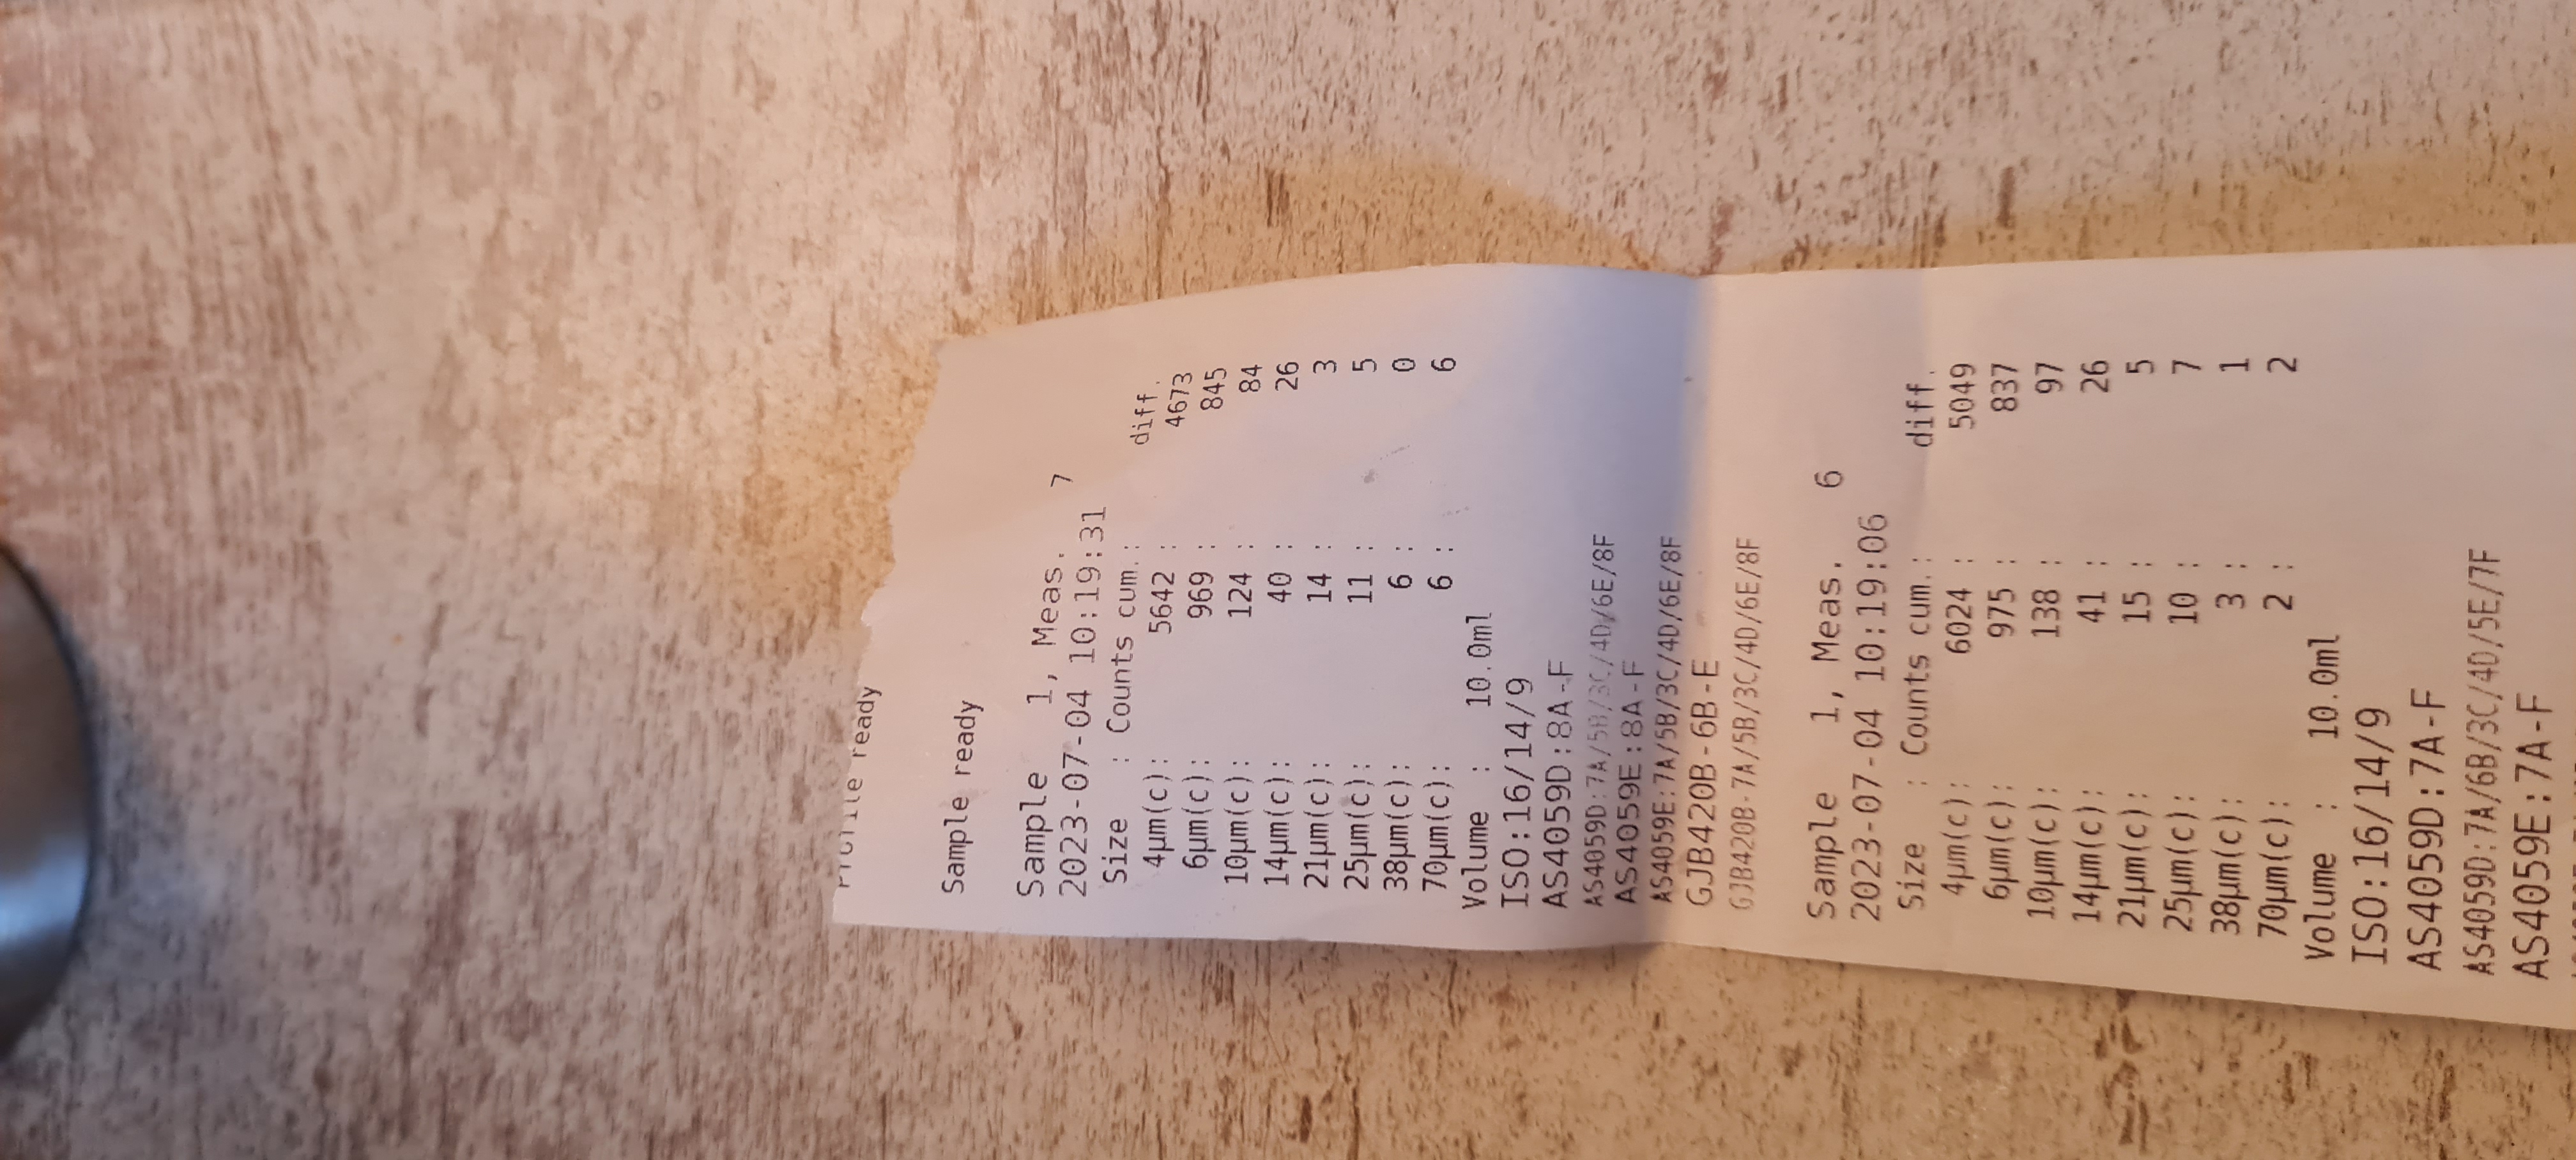 Profile ready
Sample ready
Sample 1, Meas. 7
2023-07-04 10:19:31
Size : Counts cum.: diff.
4µm(c): 5642 : 4673
6µm(c): 969 : 845
10µm(c): 124 : 84
14µm(c): 40 : 26
21µm(c): 14 : 3
25µm(c): 11 : 5
38µm(c): 6 : 0
70µm(c): 6 : 6
Volume : 10.0ml
ISO:16/14/9
AS4059D:8A-F
AS4059D:7A/5B/3C/4D/6E/8F
AS4059E:8A-F
AS4059E:7A/5B/3C/4D/6E/8F
GJB420B-6B-E
GJB420B-7A/5B/3C/4D/6E/8F
Sample 1, Meas. 6
2023-07-04 10:19:06
Size : Counts cum.: diff.
4µm(c): 6024 : 5049
6µm(c): 975 : 837
10µm(c): 138 : 97
14µm(c): 41 : 26
21µm(c): 15 : 5
25µm(c): 10 : 7
38µm(c): 3 : 1
70µm(c): 2 : 2
Volume : 10.0ml
ISO:16/14/9
AS4059D:7A-F
AS4059D:7A/6B/3C/4D/5E/7F
AS4059E:7A-F